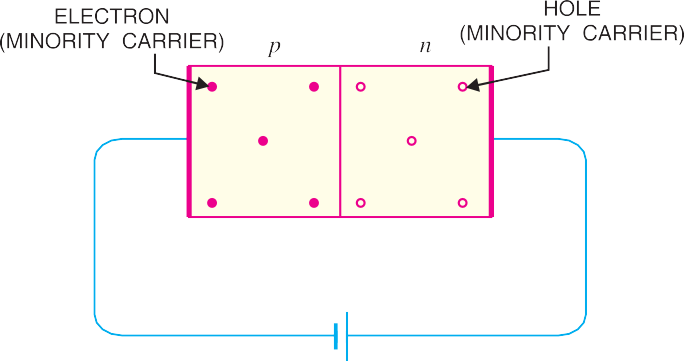 ELECTRON
(MINORITY CARRIER)
HOLE
(MINORITY CARRIER)
p
n